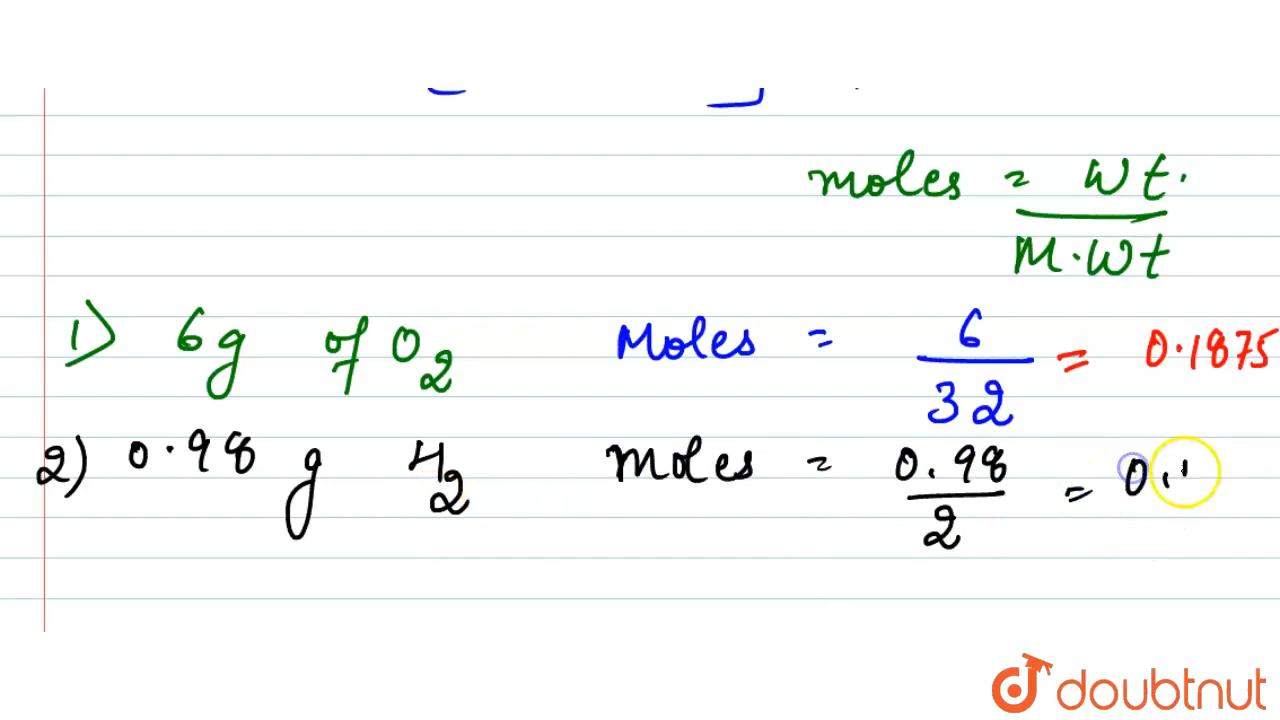 moles = Wt.
M.Wt
1) 6g of O2 Moles = 6/32 = 0.1875
2) 0.98 g H2 moles = 0.98/2 = 0.
doubtnut